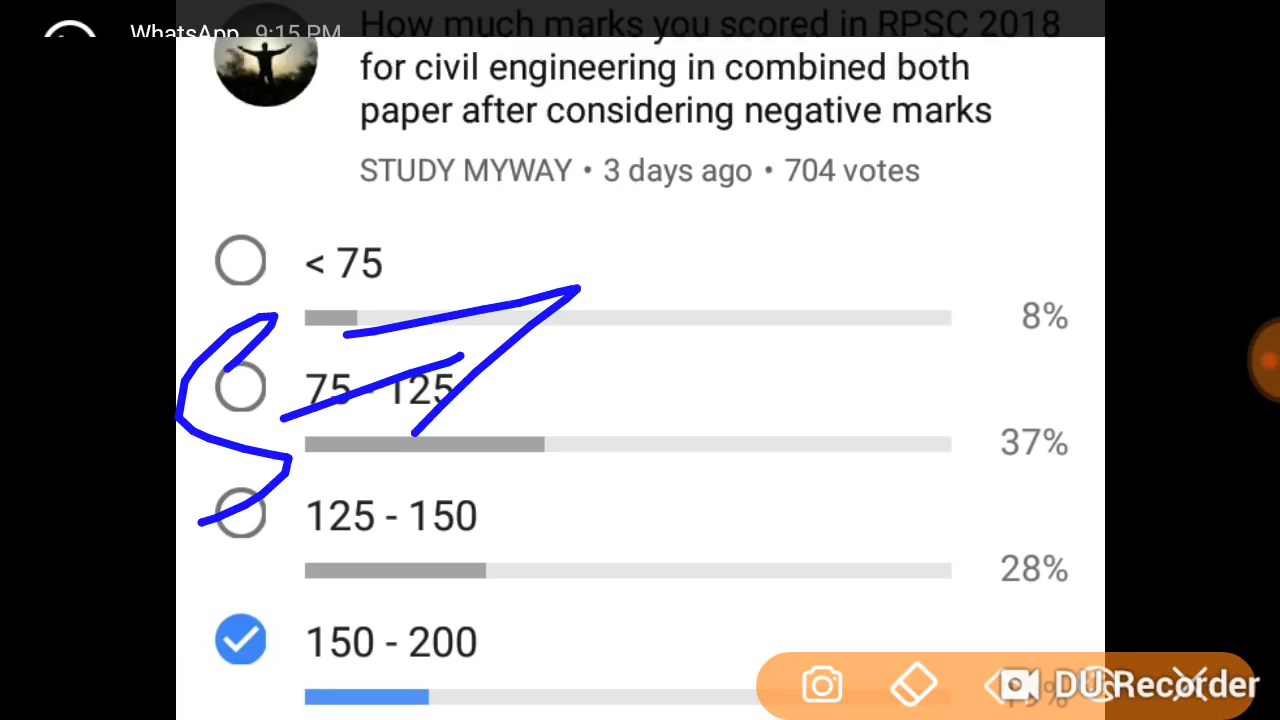 WhatsApp 9:15 PM
How much marks you scored in RPSC 2018
for civil engineering in combined both
paper after considering negative marks
STUDY MYWAY • 3 days ago • 704 votes
< 75
8%
75 - 125
37%
57
125 - 150
28%
150 - 200
DU Recorder